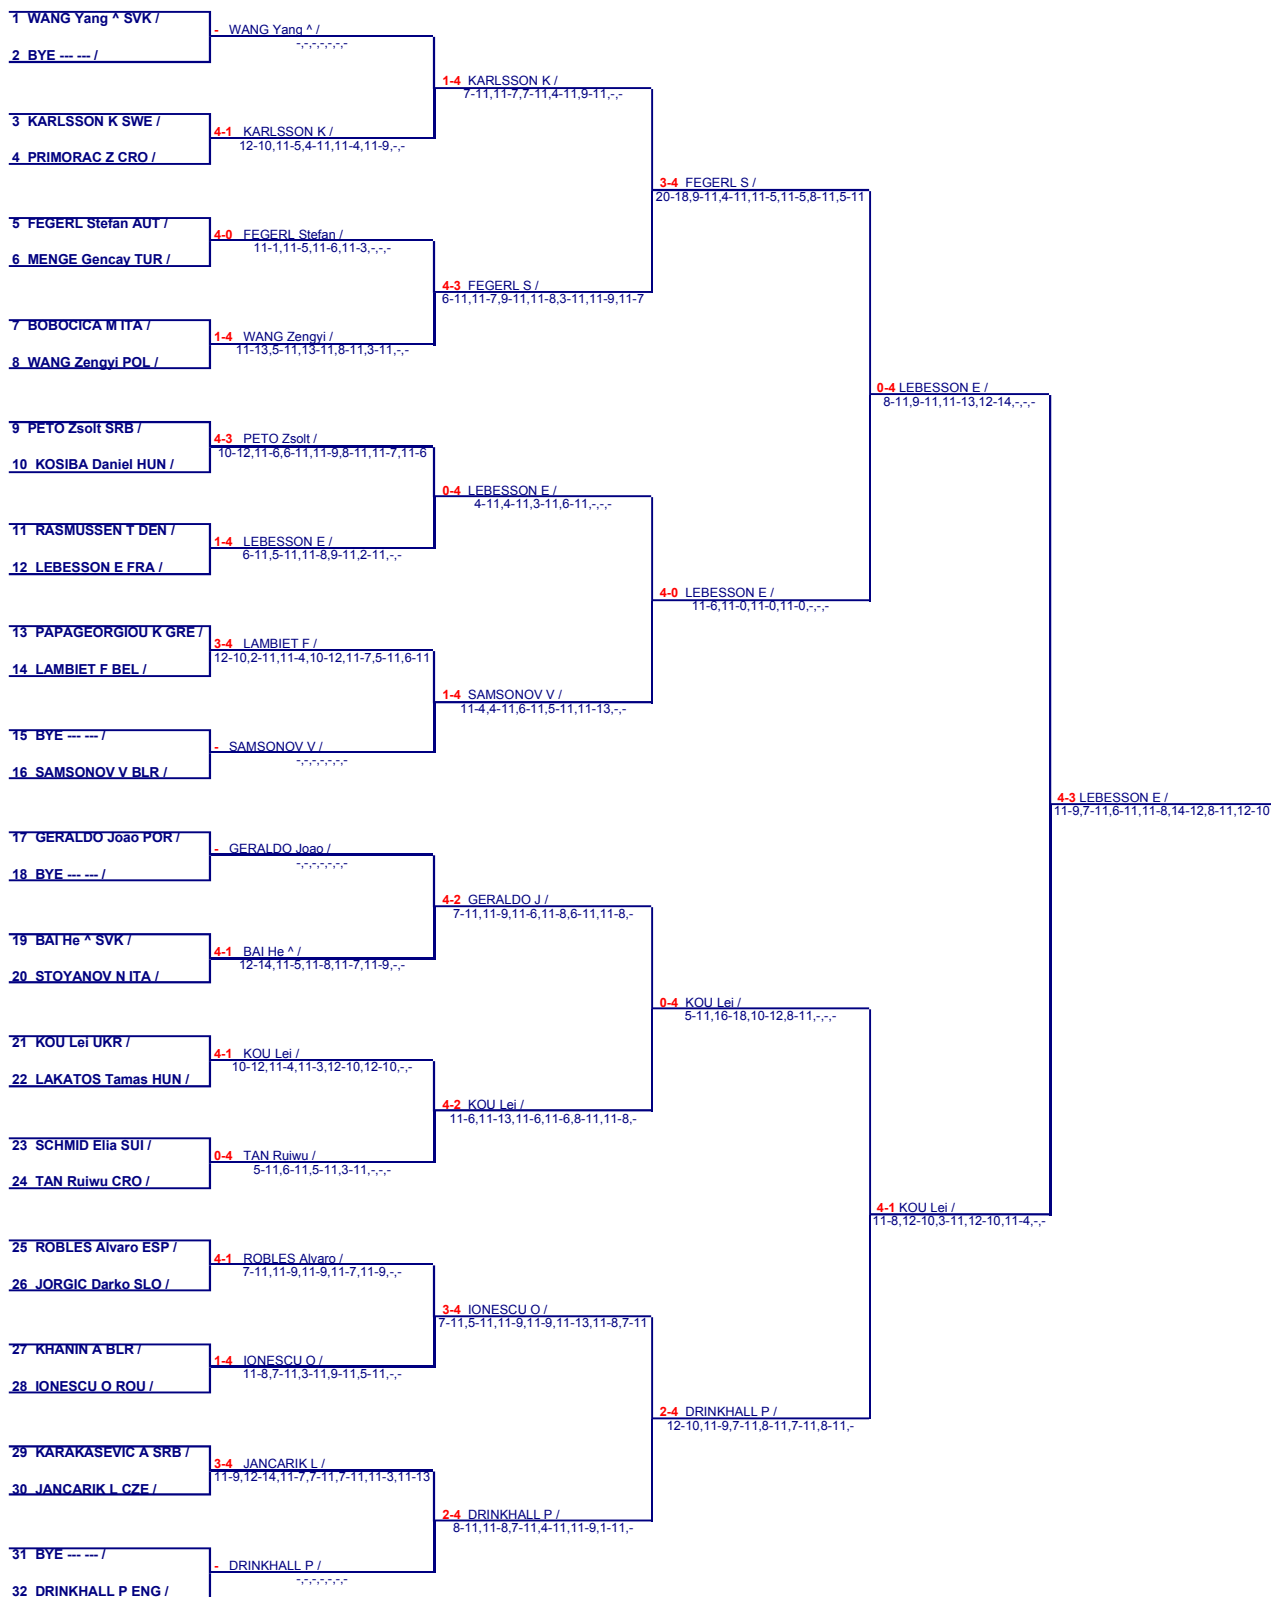 1 WANG Yang ^ SVK /
- WANG Yang ^ /
-,-,-,-,-,-,-
2 BYE --- --- /
1-4 KARLSSON K /
7-11,11-7,7-11,4-11,9-11,-,-
3 KARLSSON K SWE /
4-1 KARLSSON K /
12-10,11-5,4-11,11-4,11-9,-,-
4 PRIMORAC Z CRO /
3-4 FEGERL S /
20-18,9-11,4-11,11-5,11-5,8-11,5-11
5 FEGERL Stefan AUT /
4-0 FEGERL Stefan /
11-1,11-5,11-6,11-3,-,-,-
6 MENGE Gencay TUR /
4-3 FEGERL S /
6-11,11-7,9-11,11-8,3-11,11-9,11-7
7 BOBOCICA M ITA /
1-4 WANG Zengyi /
11-13,5-11,13-11,8-11,3-11,-,-
8 WANG Zengyi POL /
0-4 LEBESSON E /
8-11,9-11,11-13,12-14,-,-,-
9 PETO Zsolt SRB /
4-3 PETO Zsolt /
10-12,11-6,6-11,11-9,8-11,11-7,11-6
10 KOSIBA Daniel HUN /
0-4 LEBESSON E /
4-11,4-11,3-11,6-11,-,-,-
11 RASMUSSEN T DEN /
1-4 LEBESSON E /
6-11,5-11,11-8,9-11,2-11,-,-
12 LEBESSON E FRA /
4-0 LEBESSON E /
11-6,11-0,11-0,11-0,-,-,-
13 PAPAGEORGIOU K GRE /
3-4 LAMBIET F /
12-10,2-11,11-4,10-12,11-7,5-11,6-11
14 LAMBIET F BEL /
1-4 SAMSONOV V /
11-4,4-11,6-11,5-11,11-13,-,-
15 BYE --- --- /
- SAMSONOV V /
-,-,-,-,-,-,-
16 SAMSONOV V BLR /
4-3 LEBESSON E /
11-9,7-11,6-11,11-8,14-12,8-11,12-10
17 GERALDO Joao POR /
- GERALDO Joao /
-,-,-,-,-,-,-
18 BYE --- --- /
4-2 GERALDO J /
7-11,11-9,11-6,11-8,6-11,11-8,-
19 BAI He ^ SVK /
4-1 BAI He ^ /
12-14,11-5,11-8,11-7,11-9,-,-
20 STOYANOV N ITA /
0-4 KOU Lei /
5-11,16-18,10-12,8-11,-,-,-
21 KOU Lei UKR /
4-1 KOU Lei /
10-12,11-4,11-3,12-10,12-10,-,-
22 LAKATOS Tamas HUN /
4-2 KOU Lei /
11-6,11-13,11-6,11-6,8-11,11-8,-
23 SCHMID Elia SUI /
0-4 TAN Ruiwu /
5-11,6-11,5-11,3-11,-,-,-
24 TAN Ruiwu CRO /
4-1 KOU Lei /
11-8,12-10,3-11,12-10,11-4,-,-
25 ROBLES Alvaro ESP /
4-1 ROBLES Alvaro /
7-11,11-9,11-9,11-7,11-9,-,-
26 JORGIC Darko SLO /
3-4 IONESCU O /
7-11,5-11,11-9,11-9,11-13,11-8,7-11
27 KHANIN A BLR /
1-4 IONESCU O /
11-8,7-11,3-11,9-11,5-11,-,-
28 IONESCU O ROU /
2-4 DRINKHALL P /
12-10,11-9,7-11,8-11,7-11,8-11,-
29 KARAKASEVIC A SRB /
3-4 JANCARIK L /
11-9,12-14,11-7,7-11,7-11,11-3,11-13
30 JANCARIK L CZE /
2-4 DRINKHALL P /
8-11,11-8,7-11,4-11,11-9,1-11,-
31 BYE --- --- /
- DRINKHALL P /
-,-,-,-,-,-,-
32 DRINKHALL P ENG /